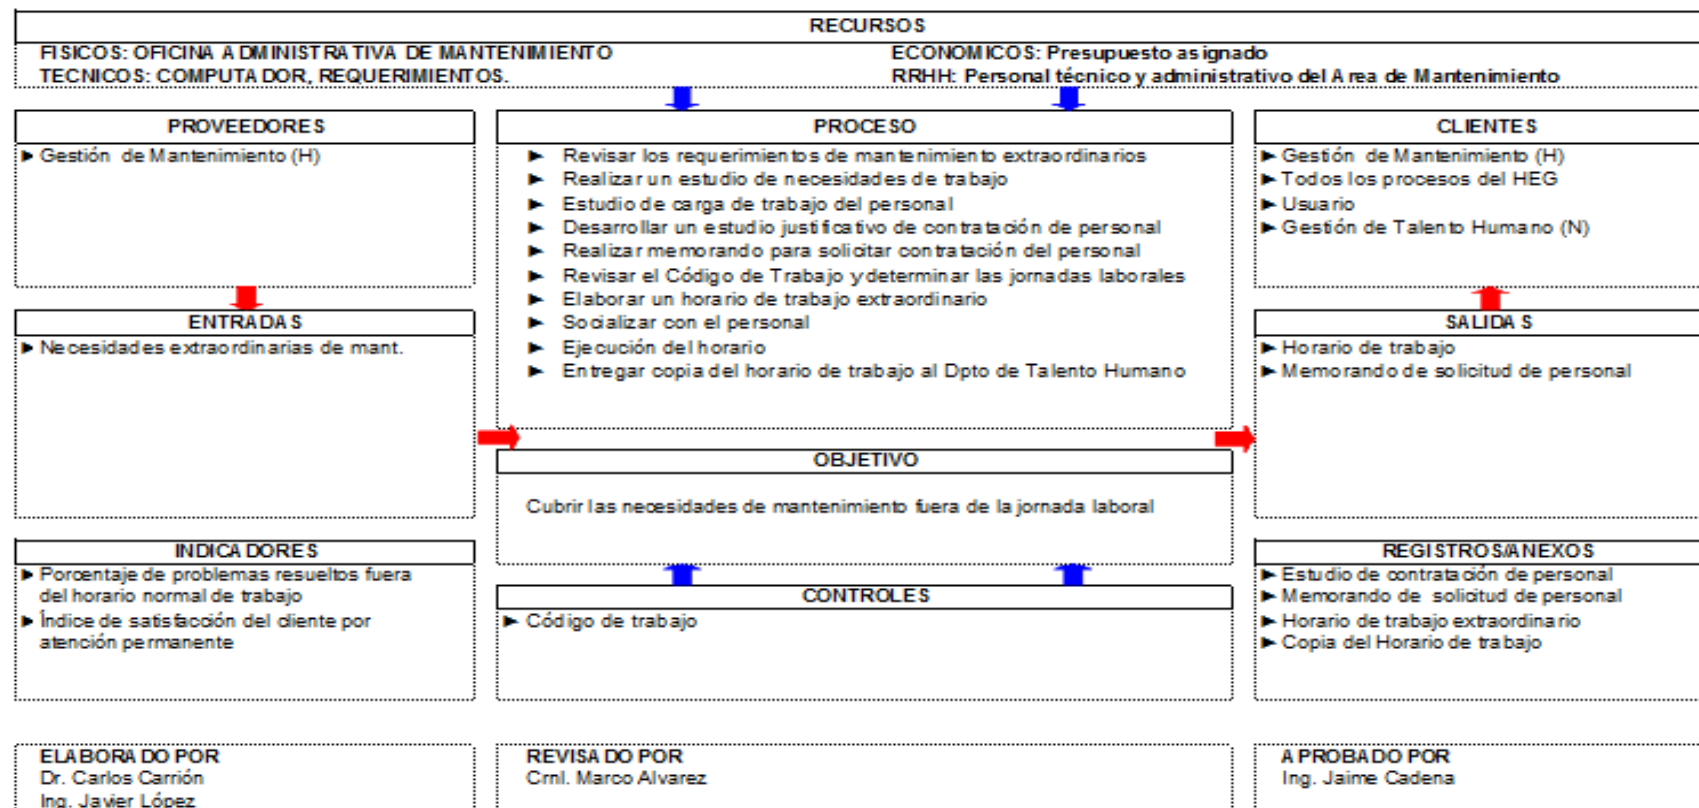 RECURSOS
FISICOS: OFICINA ADMINISTRATIVA DE MANTENIMIENTO
ECONOMICOS: Presupuesto asignado
TECNICOS: COMPUTADOR, REQUERIMIENTOS.
RRHH: Personal técnico y administrativo del Area de Mantenimiento
PROVEEDORES
► Gestión de Mantenimiento (H)
PROCESO
► Revisar los requerimientos de mantenimiento extraordinarios
► Realizar un estudio de necesidades de trabajo
► Estudio de carga de trabajo del personal
► Desarrollar un estudio justificativo de contratación de personal
► Realizar memorando para solicitar contratación del personal
► Revisar el Código de Trabajo y determinar las jornadas laborales
► Elaborar un horario de trabajo extraordinario
► Socializar con el personal
► Ejecución del horario
► Entregar copia del horario de trabajo al Dpto de Talento Humano
CLIENTES
► Gestión de Mantenimiento (H)
► Todos los procesos del HEG
► Usuario
► Gestión de Talento Humano (N)
ENTRADAS
► Necesidades extraordinarias de mant.
SALIDAS
► Horario de trabajo
► Memorando de solicitud de personal
OBJETIVO
Cubrir las necesidades de mantenimiento fuera de la jornada laboral
INDICADORES
► Porcentaje de problemas resueltos fuera
del horario normal de trabajo
► Índice de satisfacción del cliente por
atención permanente
CONTROLES
► Código de trabajo
REGISTROS/ANEXOS
► Estudio de contratación de personal
► Memorando de solicitud de personal
► Horario de trabajo extraordinario
► Copia del Horario de trabajo
ELABORADO POR
Dr. Carlos Carrión
Ing. Javier López
REVISADO POR
Crnl. Marco Alvarez
APROBADO POR
Ing. Jaime Cadena